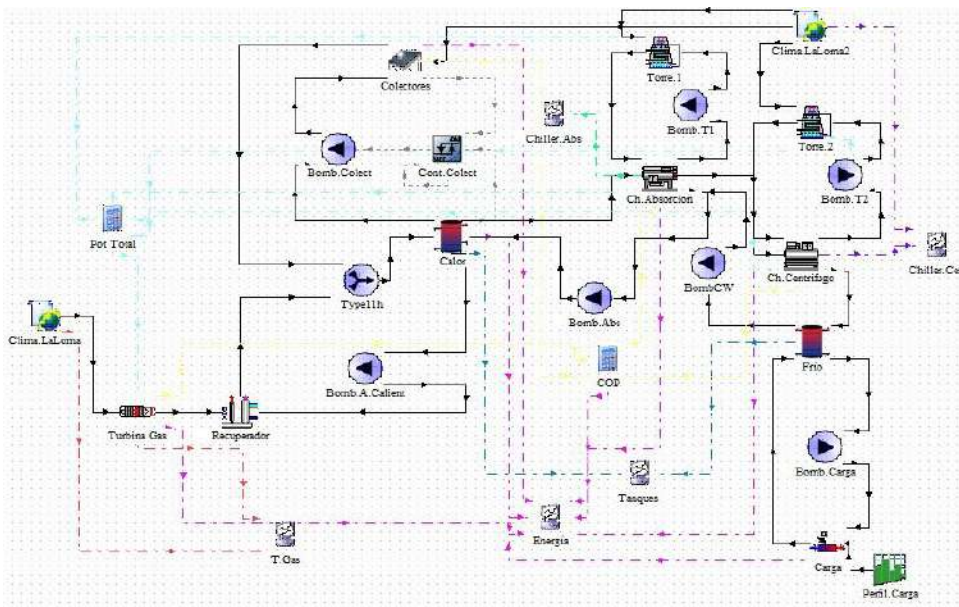 Clima.LaLoma2
Colectores
Torre.1
Bomb.T1
Chiller.Abs
Torre.2
Bomb.Colect
Cont.Colect
Ch.Absorcion
Bomb.T2
Pot Total
Calor
Chiller.Ce
Ch.Centrifugo
Type11h
BombCW
Bomb.Abs
Clima.LaLoma
Frio
COP
Bomb.A.Calient
Turbina Gas
Recuperador
Bomb.Carga
Tasques
Energia
T.Gas
Carga
Perfil.Carga